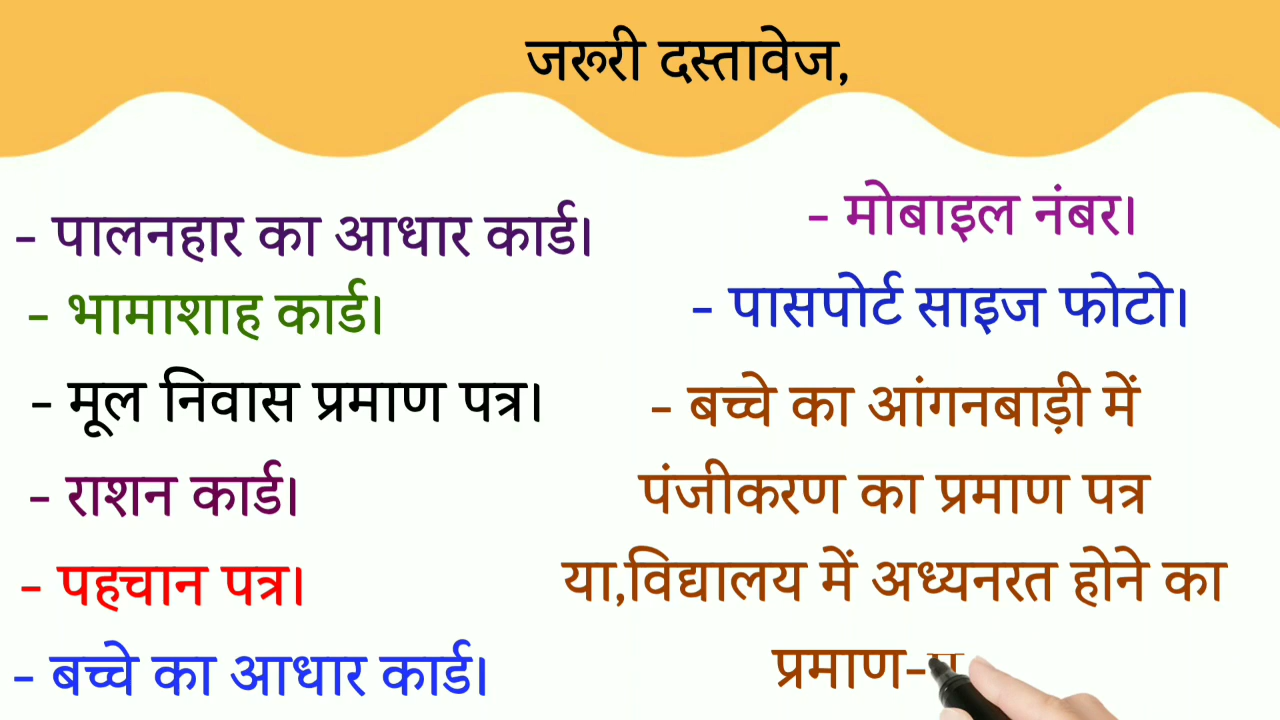 जरूरी दस्तावेज,
- पालनहार का आधार कार्ड।
- भामाशाह कार्ड।
- मूल निवास प्रमाण पत्र।
- राशन कार्ड।
- पहचान पत्र।
- बच्चे का आधार कार्ड।
- मोबाइल नंबर।
- पासपोर्ट साइज फोटो।
- बच्चे का आंगनबाड़ी में
पंजीकरण का प्रमाण पत्र
या,विद्यालय में अध्यनरत होने का
प्रमाण-